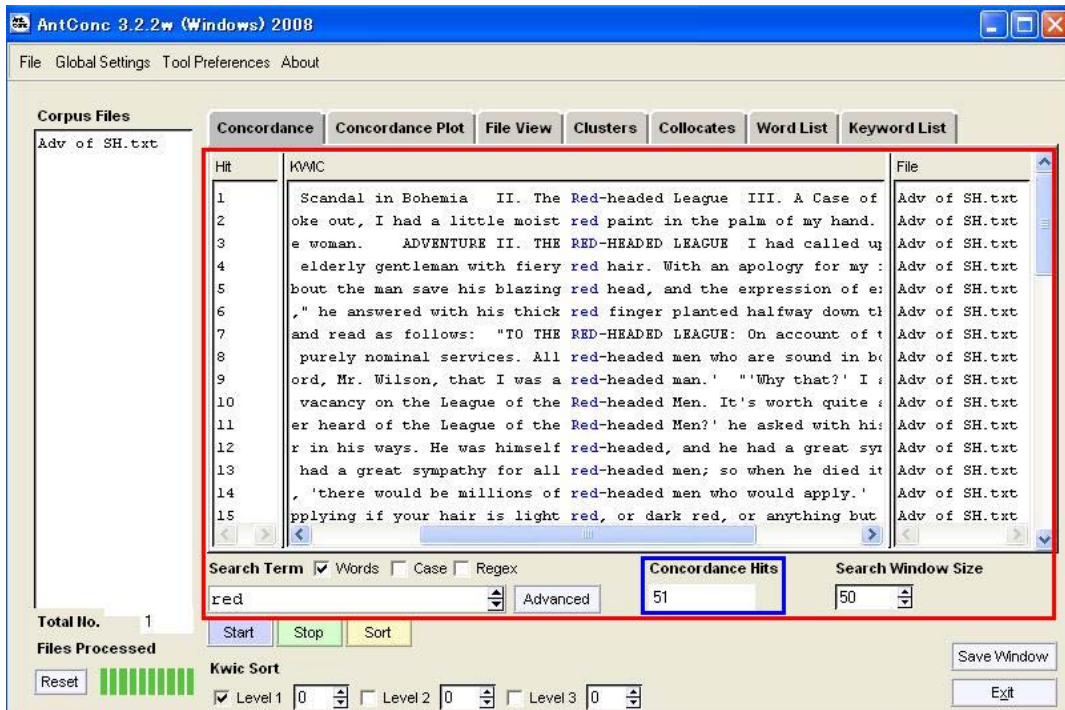 AntConc 3.2.2w (Windows) 2008
File Global Settings Tool Preferences About
Corpus Files
Adv of SH.txt
Concordance Concordance Plot File View Clusters Collocates Word List Keyword List
Hit KWIC File
1 Scandal in Bohemia II. The Red-headed League III. A Case of Adv of SH.txt
2 oke out, I had a little moist red paint in the palm of my hand. Adv of SH.txt
3 e woman. ADVENTURE II. THE RED-HEADED LEAGUE I had called up Adv of SH.txt
4 elderly gentleman with fiery red hair. With an apology for my Adv of SH.txt
5 bout the man save his blazing red head, and the expression of Adv of SH.txt
6 ," he answered with his thick red finger planted halfway down Adv of SH.txt
7 and read as follows: "TO THE RED-HEADED LEAGUE: On account of Adv of SH.txt
8 purely nominal services. All red-headed men who are sound in Adv of SH.txt
9 ord, Mr. Wilson, that I was a red-headed man.' "'Why that?' I Adv of SH.txt
10 vacancy on the League of the Red-headed Men. It's worth quite Adv of SH.txt
11 er heard of the League of the Red-headed Men?' he asked with his Adv of SH.txt
12 r in his ways. He was himself red-headed, and he had a great Adv of SH.txt
13 had a great sympathy for all red-headed men; so when he died it Adv of SH.txt
14 , 'there would be millions of red-headed men who would apply.' Adv of SH.txt
15 pplying if your hair is light red, or dark red, or anything but Adv of SH.txt
Search Term Words Case Regex Concordance Hits Search Window Size
red Advanced 51 50
Total No. 1
Files Processed
Start Stop Sort
Save Window
Reset
Kwic Sort
Level 1 0 Level 2 0 Level 3 0
Exit